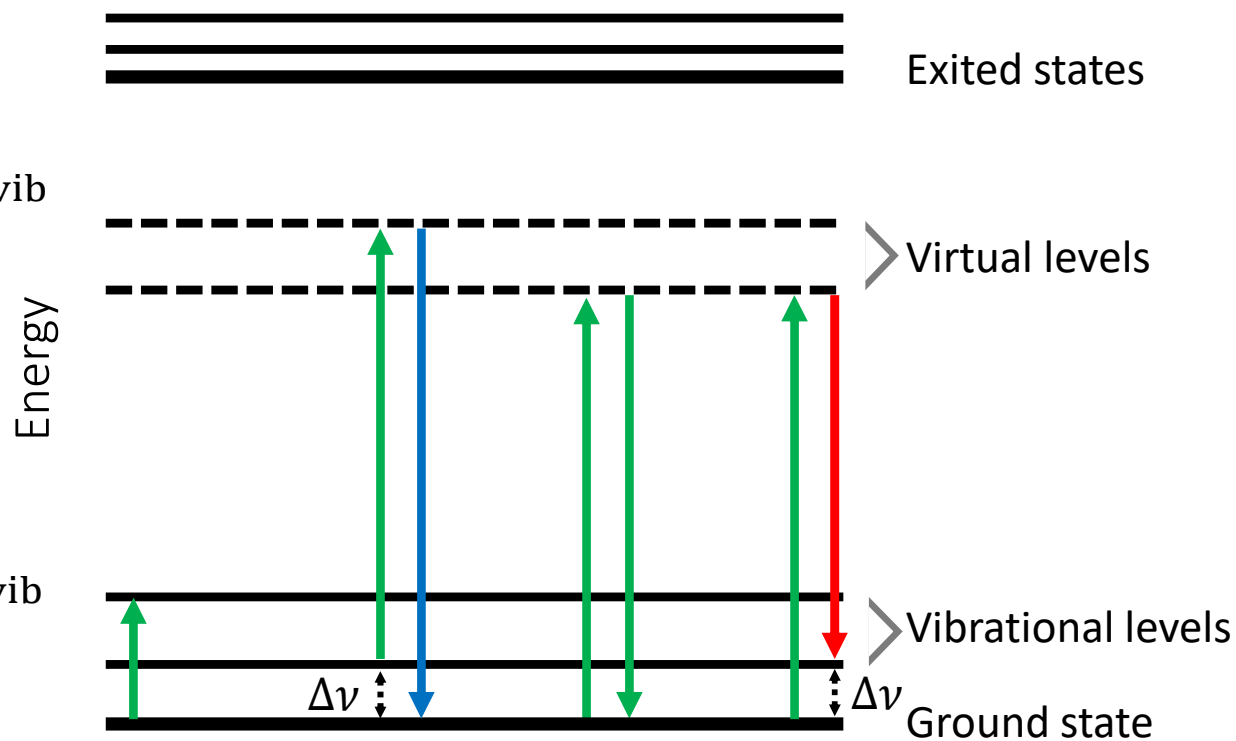 Exited states
vib
Virtual levels
Energy
vib
Vibrational levels
Δν
Δν
Ground state